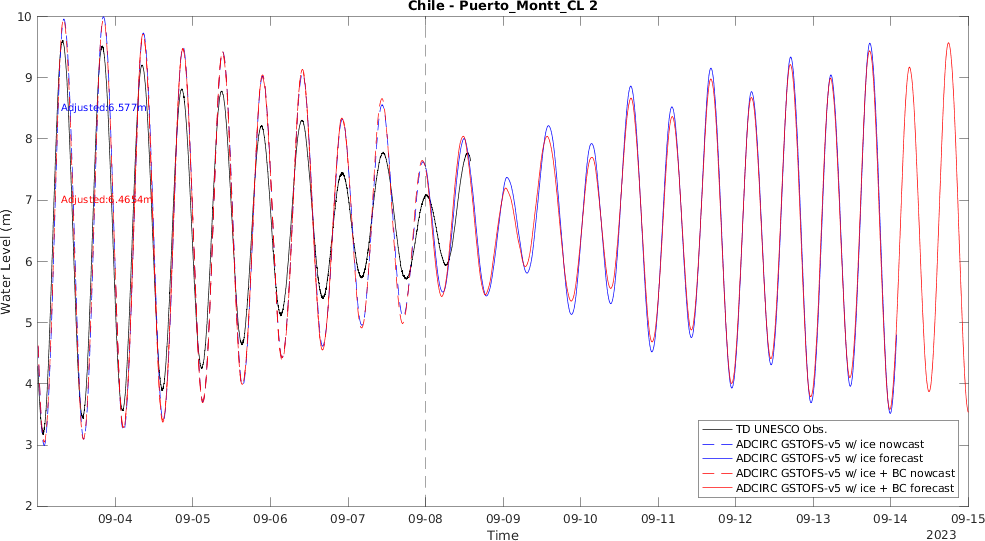 Chile - Puerto_Montt_CL 2
10
9
8
7
6
5
4
3
2
Water Level (m)
Adjusted:6.577m
Adjusted:6.4654m
TD UNESCO Obs.
ADCIRC GSTOFS-v5 w/ ice nowcast
ADCIRC GSTOFS-v5 w/ ice forecast
ADCIRC GSTOFS-v5 w/ ice + BC nowcast
ADCIRC GSTOFS-v5 w/ ice + BC forecast
09-04 09-05 09-06 09-07 09-08 09-09 09-10 09-11 09-12 09-13 09-14 09-15
Time
2023